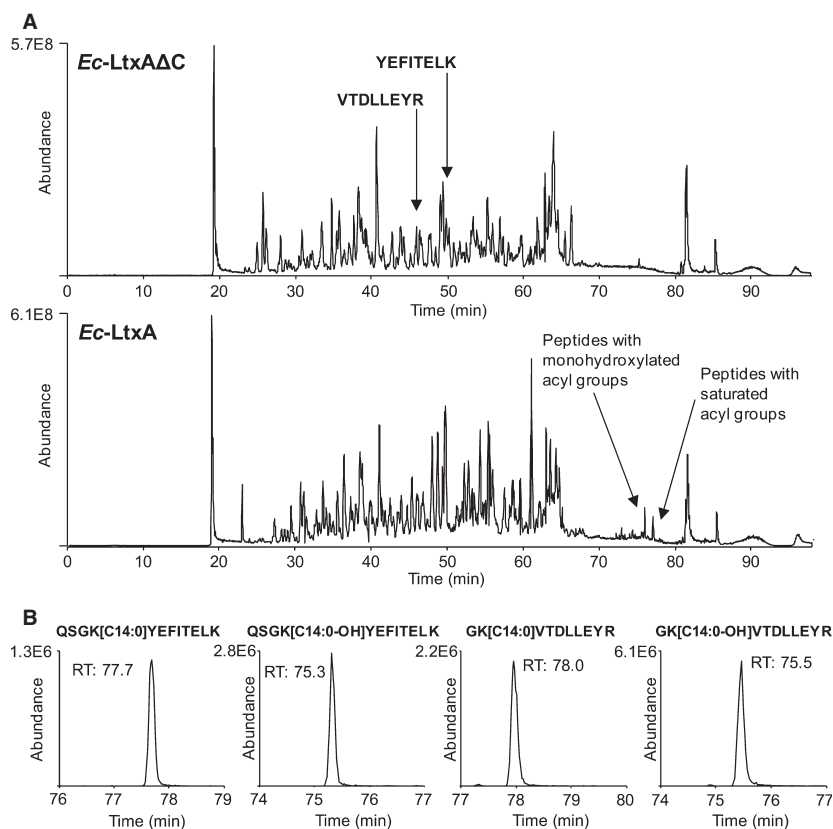 A
5.7E8
Ec-LtxAΔC
YEFITELK
VTDLLEYR
Abundance
0 10 20 30 40 50 60 70 80 90
Time (min)
6.1E8
Ec-LtxA
Peptides with
monohydroxylated
acyl groups
Peptides with
saturated
acyl groups
Abundance
0 10 20 30 40 50 60 70 80 90
Time (min)
B
QSGK[C14:0]YEFITELK
1.3E6
RT: 77.7
Abundance
76 77 78 79
Time (min)
QSGK[C14:0-OH]YEFITELK
2.8E6
RT: 75.3
Abundance
74 75 76 77
Time (min)
GK[C14:0]VTDLLEYR
2.2E6
RT: 78.0
Abundance
77 78 79 80
Time (min)
GK[C14:0-OH]VTDLLEYR
6.1E6
RT: 75.5
Abundance
74 75 76 77
Time (min)